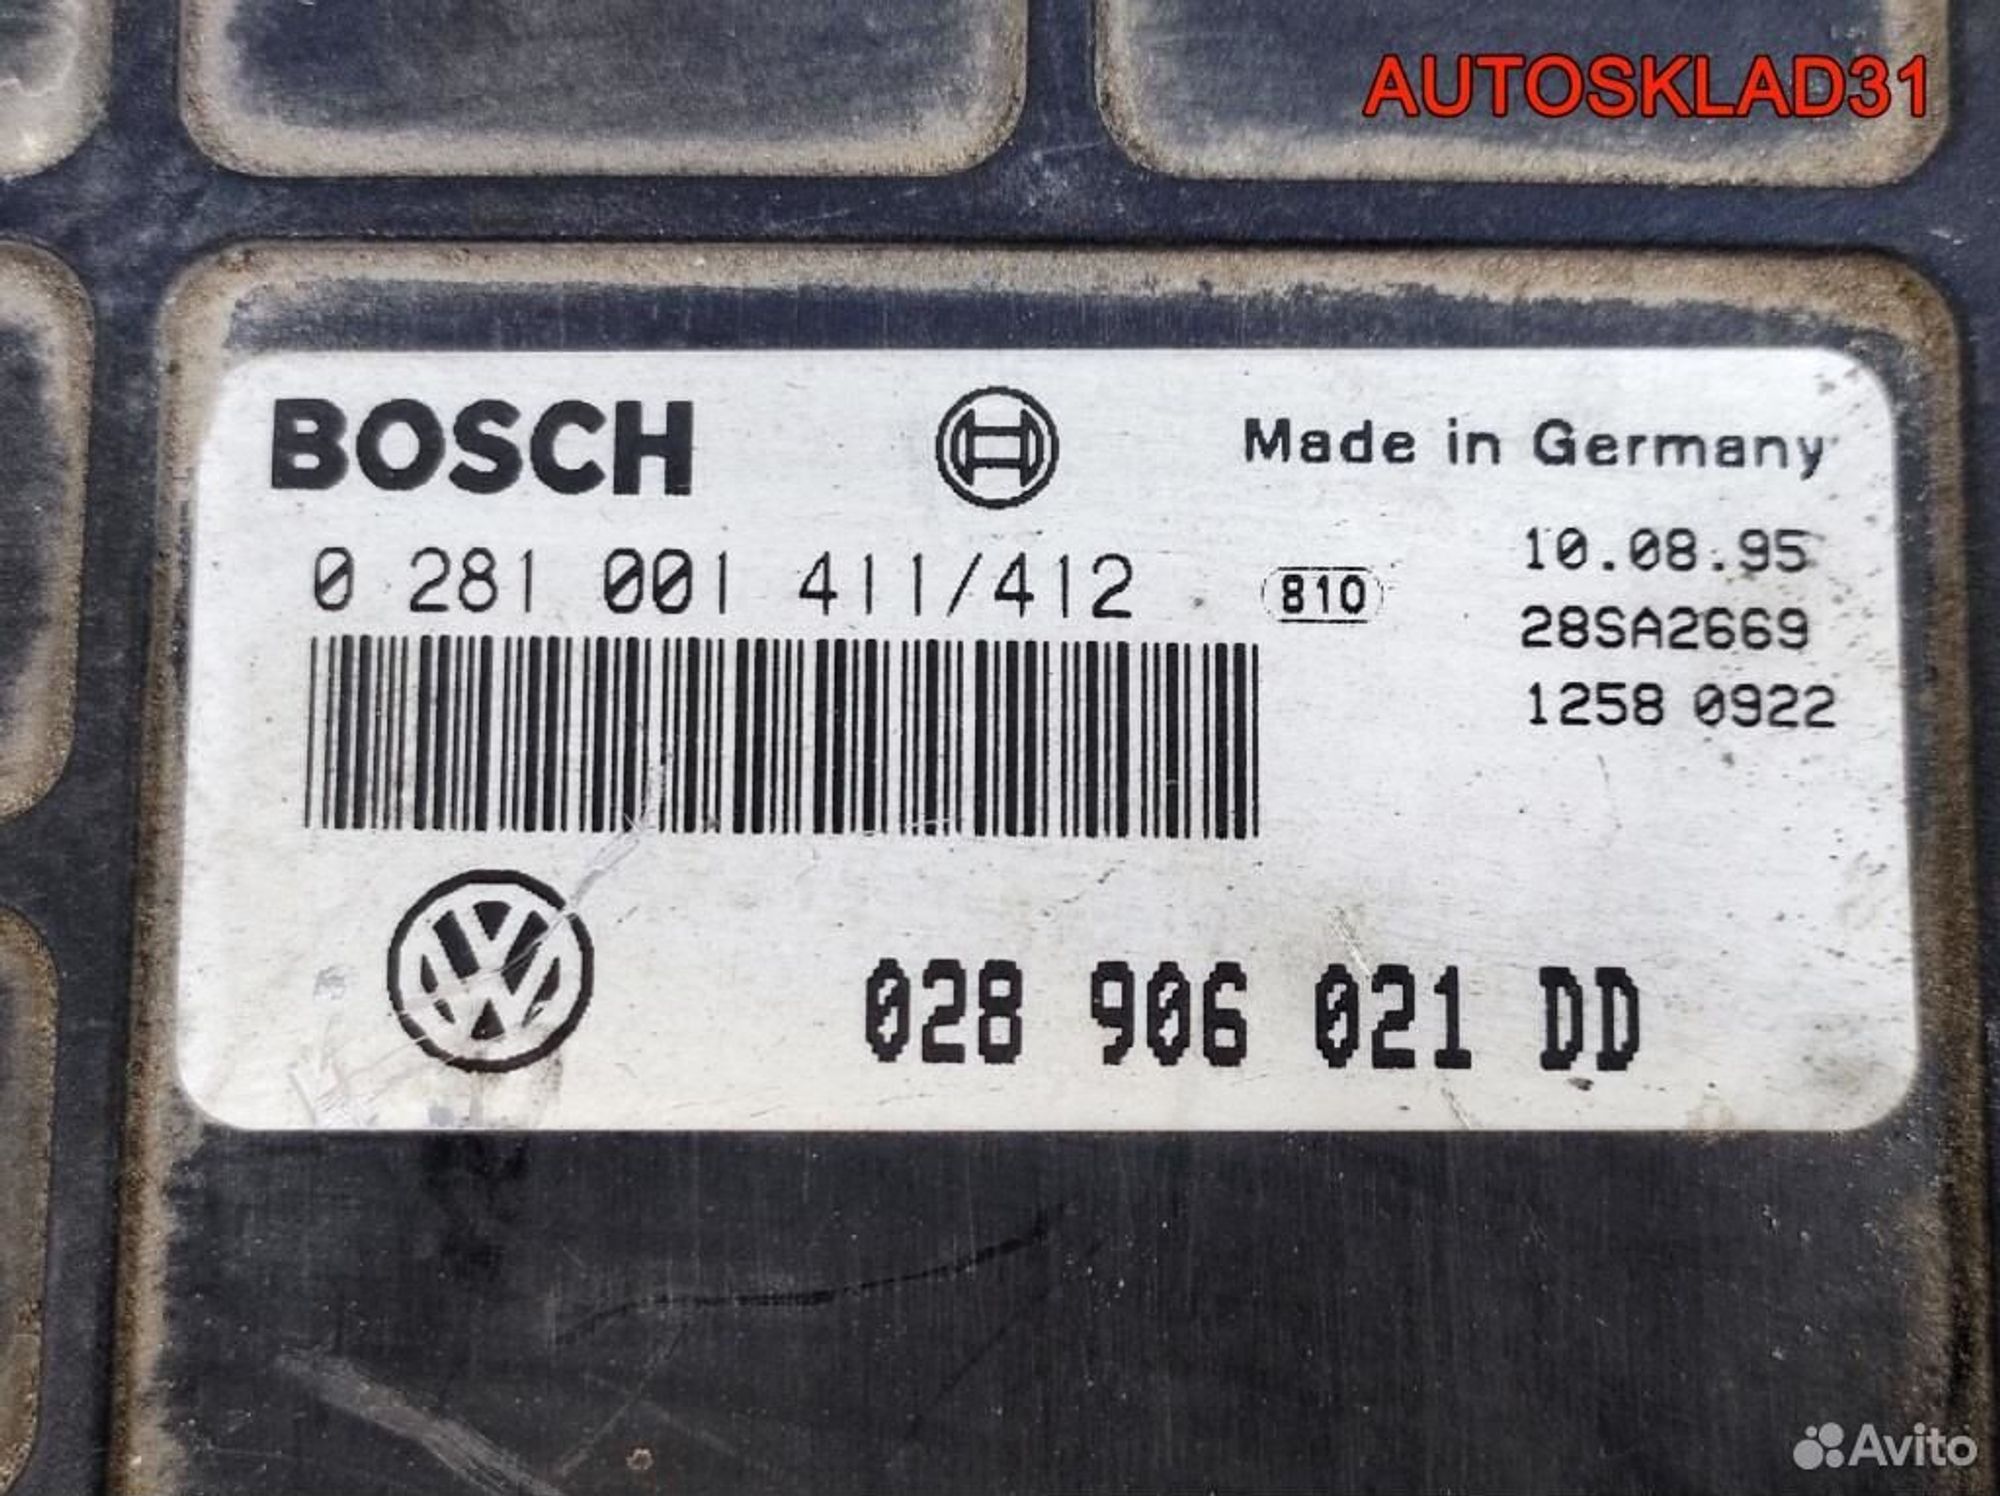 AUTOSKLAD31
BOSCH
Made in Germany
0 281 001 411/412
810
10.08.95
28SA2669
1258 0922
028 906 021 DD
Avito